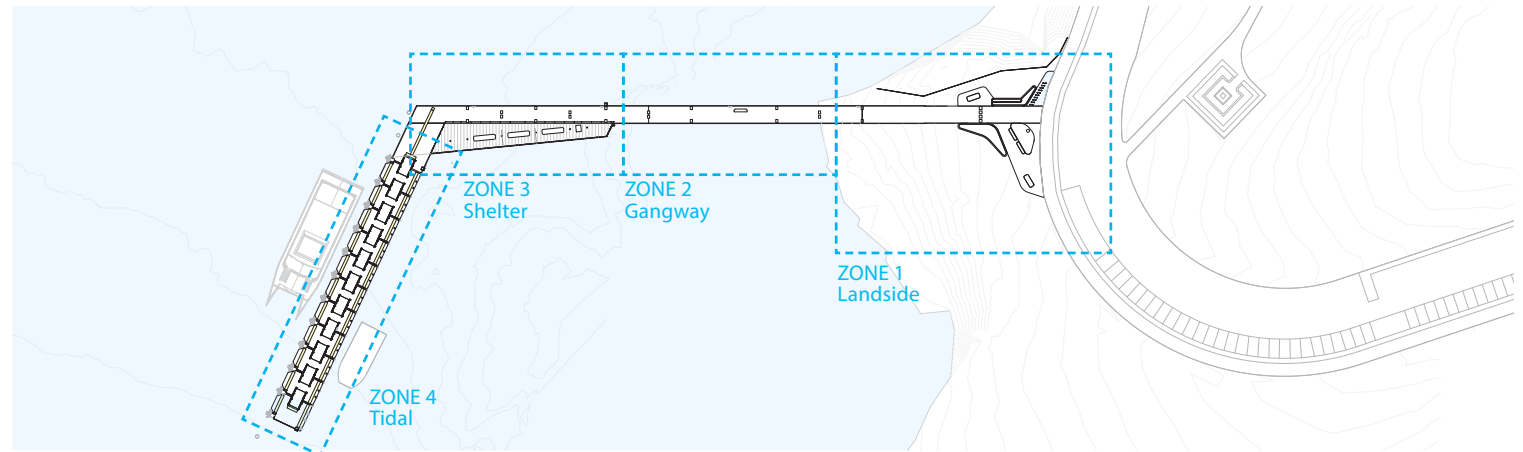 ZONE 3
Shelter
ZONE 2
Gangway
ZONE 1
Landside
ZONE 4
Tidal